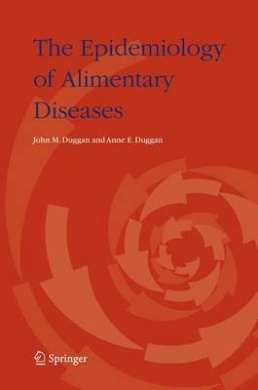 The Epidemiology
of Alimentary
Diseases
John M. Duggan and Anne E. Duggan
Springer